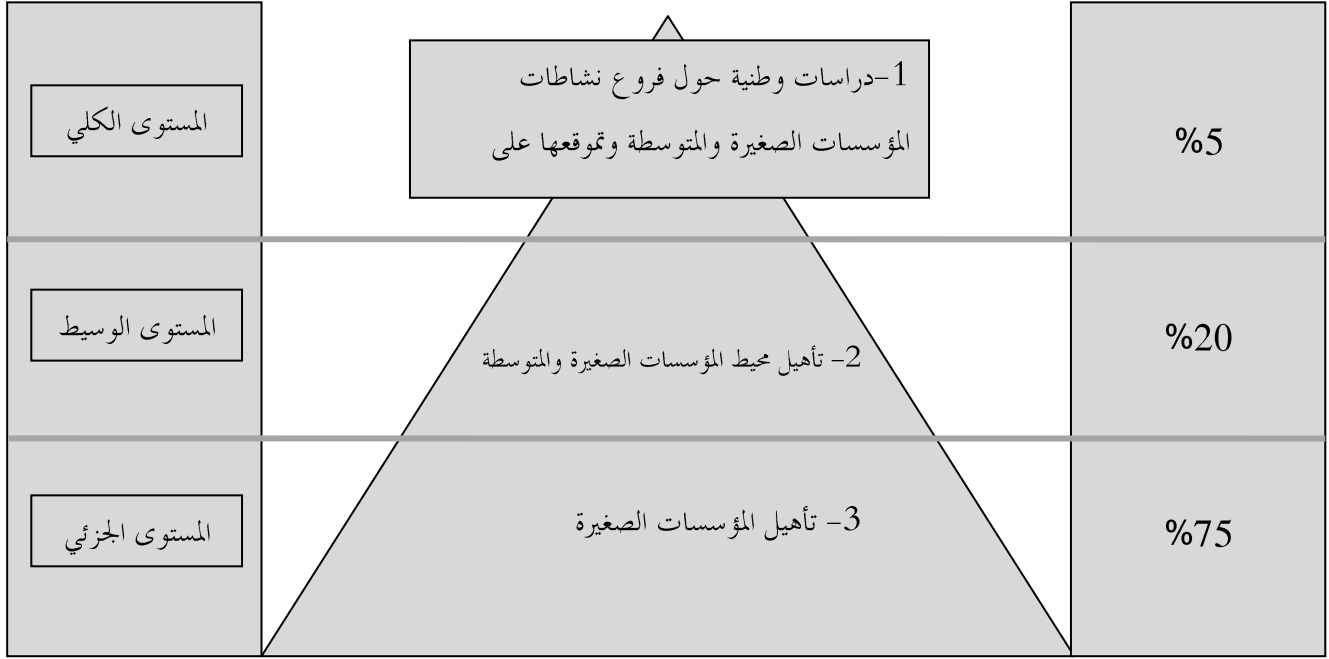 %5
1-دراسات وطنية حول فروع نشاطات
المؤسسات الصغيرة والمتوسطة وتموقعها على
المستوى الكلي
%20
2- تأهيل محيط المؤسسات الصغيرة والمتوسطة
المستوى الوسيط
%75
3- تأهيل المؤسسات الصغيرة
المستوى الجزئي